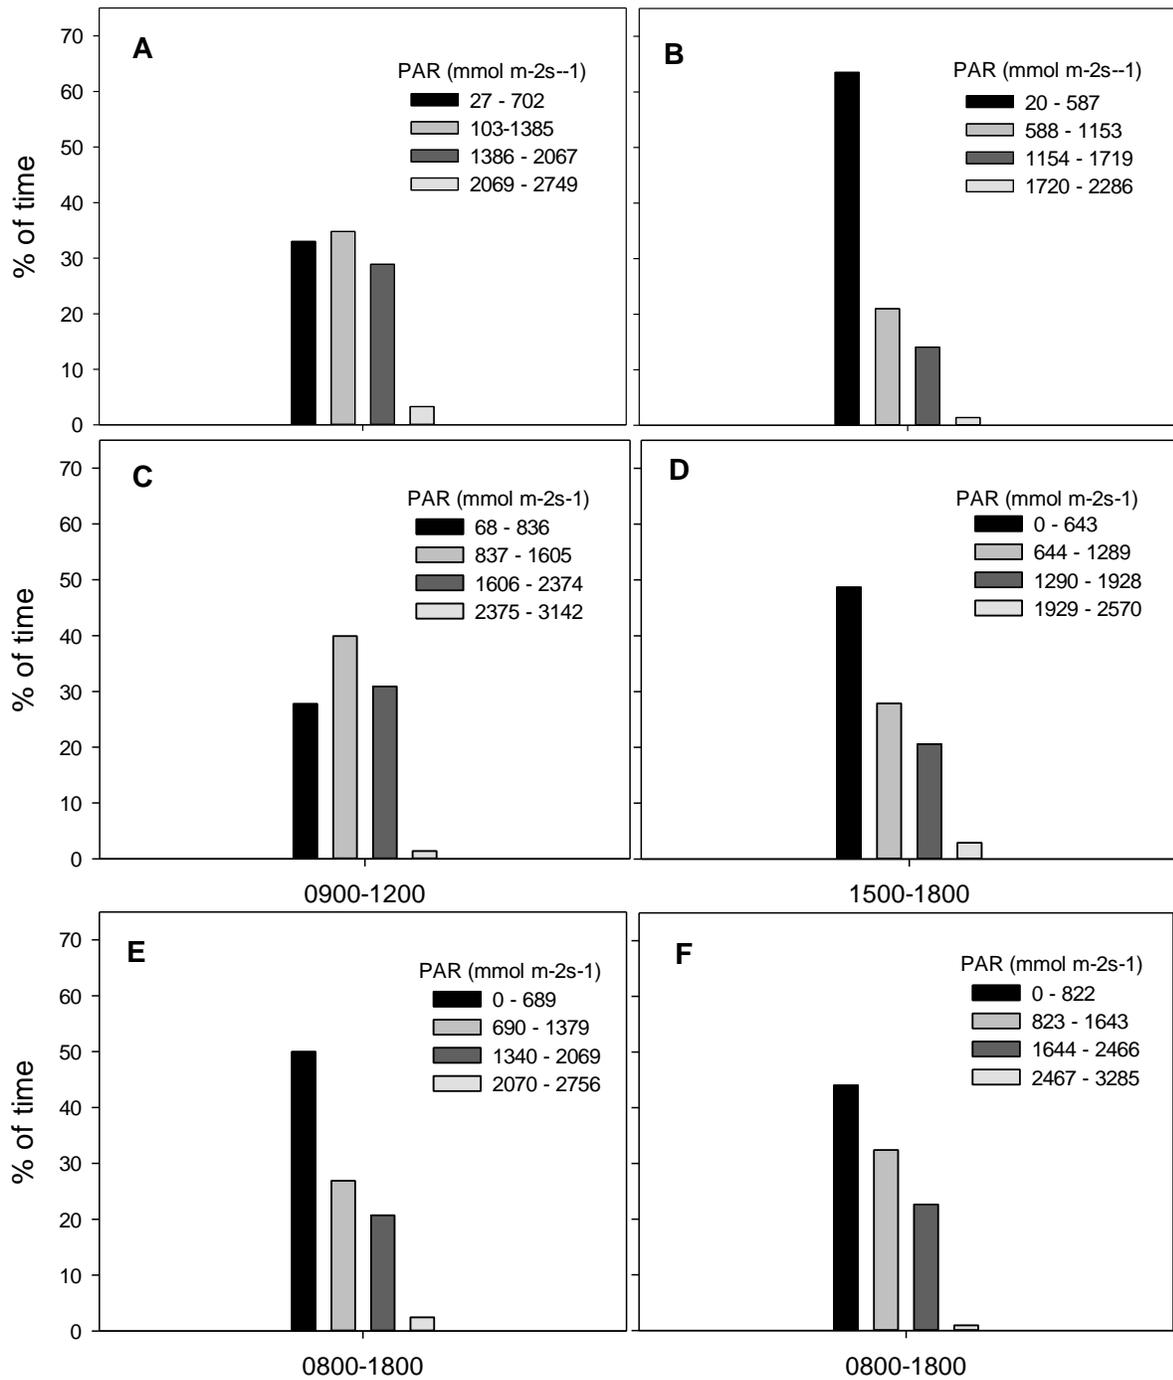 A
PAR (mmol m-2s--1)
27 - 702
103-1385
1386 - 2067
2069 - 2749
70
60
50
40
30
20
10
0
% of time
B
PAR (mmol m-2s--1)
20 - 587
588 - 1153
1154 - 1719
1720 - 2286
C
PAR (mmol m-2s-1)
68 - 836
837 - 1605
1606 - 2374
2375 - 3142
70
60
50
40
30
20
10
0
% of time
0900-1200
D
PAR (mmol m-2s-1)
0 - 643
644 - 1289
1290 - 1928
1929 - 2570
1500-1800
E
PAR (mmol m-2s-1)
0 - 689
690 - 1379
1340 - 2069
2070 - 2756
70
60
50
40
30
20
10
0
% of time
0800-1800
F
PAR (mmol m-2s-1)
0 - 822
823 - 1643
1644 - 2466
2467 - 3285
0800-1800